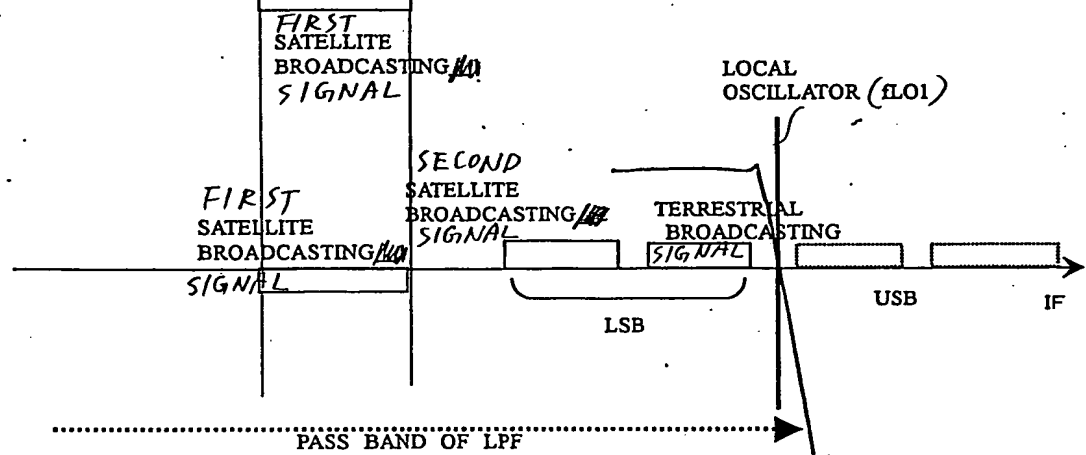 FIRST
SATELLITE
BROADCASTING
SIGNAL
LOCAL
OSCILLATOR (fLO1)
SECOND
SATELLITE
BROADCASTING
SIGNAL
FIRST
SATELLITE
BROADCASTING
SIGNAL
TERRESTRIAL
BROADCASTING
SIGNAL
LSB
USB
IF
PASS BAND OF LPF